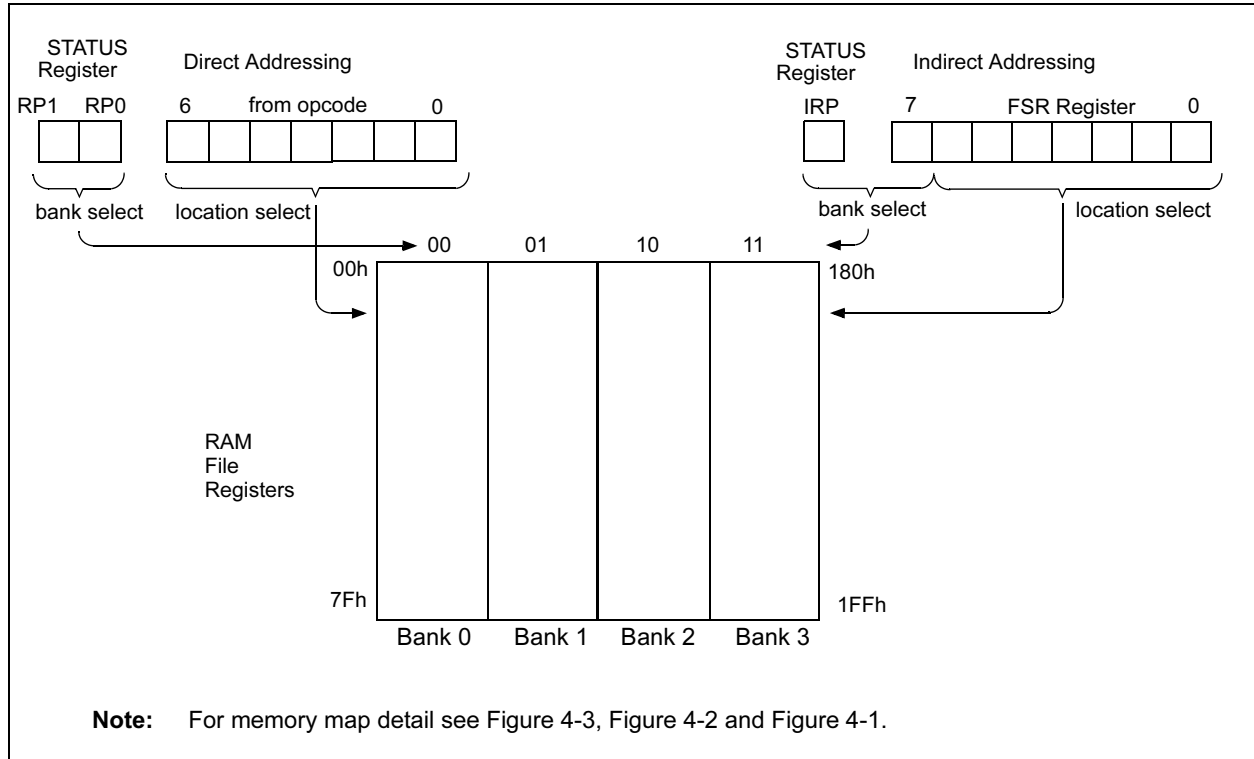 STATUS
Register
Direct Addressing
RP1 RP0
6 from opcode 0
bank select
location select
STATUS
Register
Indirect Addressing
IRP
7 FSR Register 0
bank select
location select
00 01 10 11
00h
180h
RAM
File
Registers
7Fh
1FFh
Bank 0 Bank 1 Bank 2 Bank 3
Note: For memory map detail see Figure 4-3, Figure 4-2 and Figure 4-1.